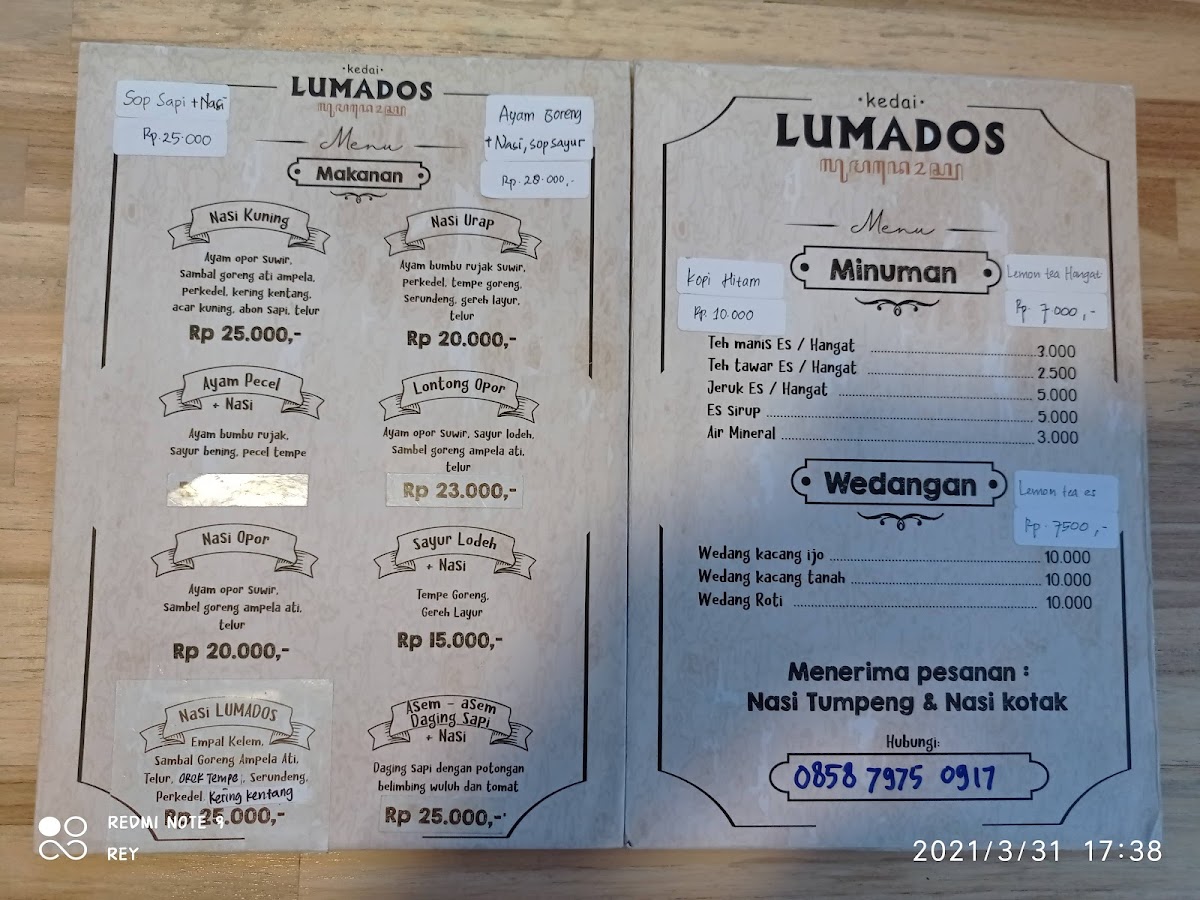 ·kedai·
LUMADOS
Menu
Makanan
Sop Sapi + Nasi
Rp. 25.000
Ayam Goreng
+ Nasi, sop sayur
Rp. 28.000,-
Nasi Kuning
Ayam opor Suwir,
Sambal goreng ati ampela,
perkedel, kering kentang,
acar kuning, abon Sapi, telur
Rp 25.000,-
Nasi Urap
Ayam bumbu rujak Suwir,
perkedel, tempe goreng,
Serundeng, gereh layur,
telur
Rp 20.000,-
Ayam Pecel
+ Nasi
Ayam bumbu rujak,
Sayur bening, pecel tempe
Lontong Opor
Ayam opor Suwir, Sayur lodeh,
Sambel goreng ampela ati,
telur
Rp 23.000,-
Nasi Opor
Ayam opor Suwir,
Sambel goreng ampela ati,
telur
Rp 20.000,-
Sayur Lodeh
+ Nasi
Tempe Goreng,
Gereh Layur
Rp 15.000,-
Nasi LUMADOS
Empal Kelem,
Sambal Goreng Ampela Ati,
Telur, Orek Tempe, Serundeng,
Perkedel, Kering kentang
Rp 25.000,-
Asem - aSem
Daging Sapi
+ Nasi
Daging Sapi dengan potongan
belimbing wuluh dan tomat
Rp 25.000,-
·kedai·
LUMADOS
Menu
Minuman
Kopi Hitam
Rp. 10.000
Lemon tea Hangat
Rp. 7.000,-
Teh manis Es / Hangat 3.000
Teh tawar Es / Hangat 2.500
Jeruk Es / Hangat 5.000
Es Sirup 5.000
Air Mineral 3.000
Wedangan
Lemon tea es
Rp. 7500,-
Wedang kacang ijo 10.000
Wedang kacang tanah 10.000
Wedang Roti 10.000
Menerima pesanan :
Nasi Tumpeng & Nasi kotak
Hubungi:
0858 7975 0917
REDMI NOTE 9
REY
2021/3/31 17:38